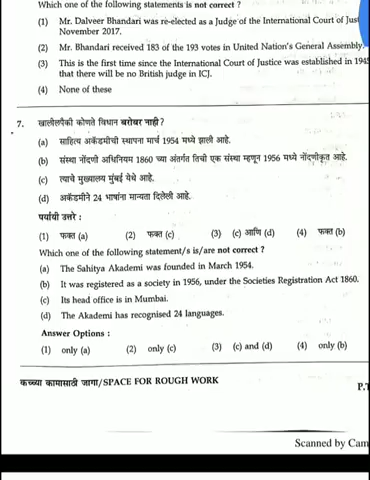 Which one of the following statements is not correct ?
(1) Mr. Dalveer Bhandari was re-elected as a Judge of the International Court of Just
November 2017.
(2) Mr. Bhandari received 183 of the 193 votes in United Nation's General Assembly.
(3) This is the first time since the International Court of Justice was established in 1945
that there will be no British judge in ICJ.
(4) None of these
7. खालीलपैकी कोणते विधान बरोबर नाही ?
(a) साहित्य अकॅडमीची स्थापना मार्च 1954 मध्ये झाली आहे.
(b) संस्था नोंदणी अधिनियम 1860 च्या अंतर्गत तिची एक संस्था म्हणून 1956 मध्ये नोंदणीकृत आहे.
(c) त्याचे मुख्यालय मुंबई येथे आहे.
(d) अकॅडमीने 24 भाषांना मान्यता दिलेली आहे.
पर्यायी उत्तरे :
(1) फक्त (a) (2) फक्त (c) (3) (c) आणि (d) (4) फक्त (b)
Which one of the following statement/s is/are not correct ?
(a) The Sahitya Akademi was founded in March 1954.
(b) It was registered as a society in 1956, under the Societies Registration Act 1860.
(c) Its head office is in Mumbai.
(d) The Akademi has recognised 24 languages.
Answer Options :
(1) only (a) (2) only (c) (3) (c) and (d) (4) only (b)
कच्च्या कामासाठी जागा/SPACE FOR ROUGH WORK
P.T
Scanned by Cam